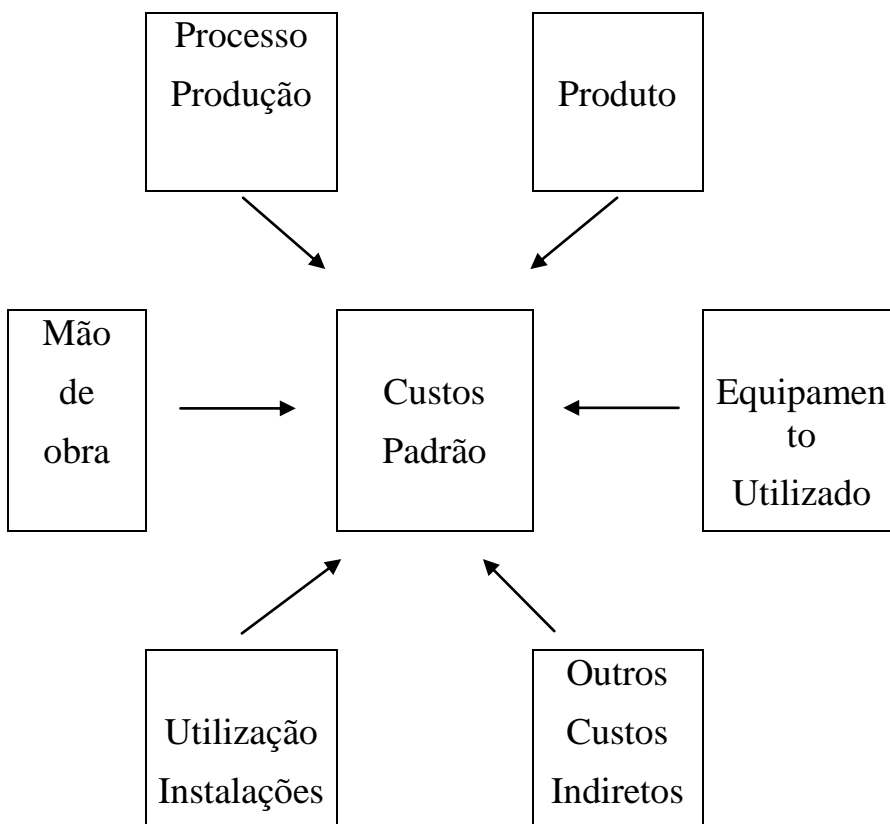 Processo
Produção
Produto
Mão
de
obra
Custos
Padrão
Equipamen
to
Utilizado
Utilização
Instalações
Outros
Custos
Indiretos